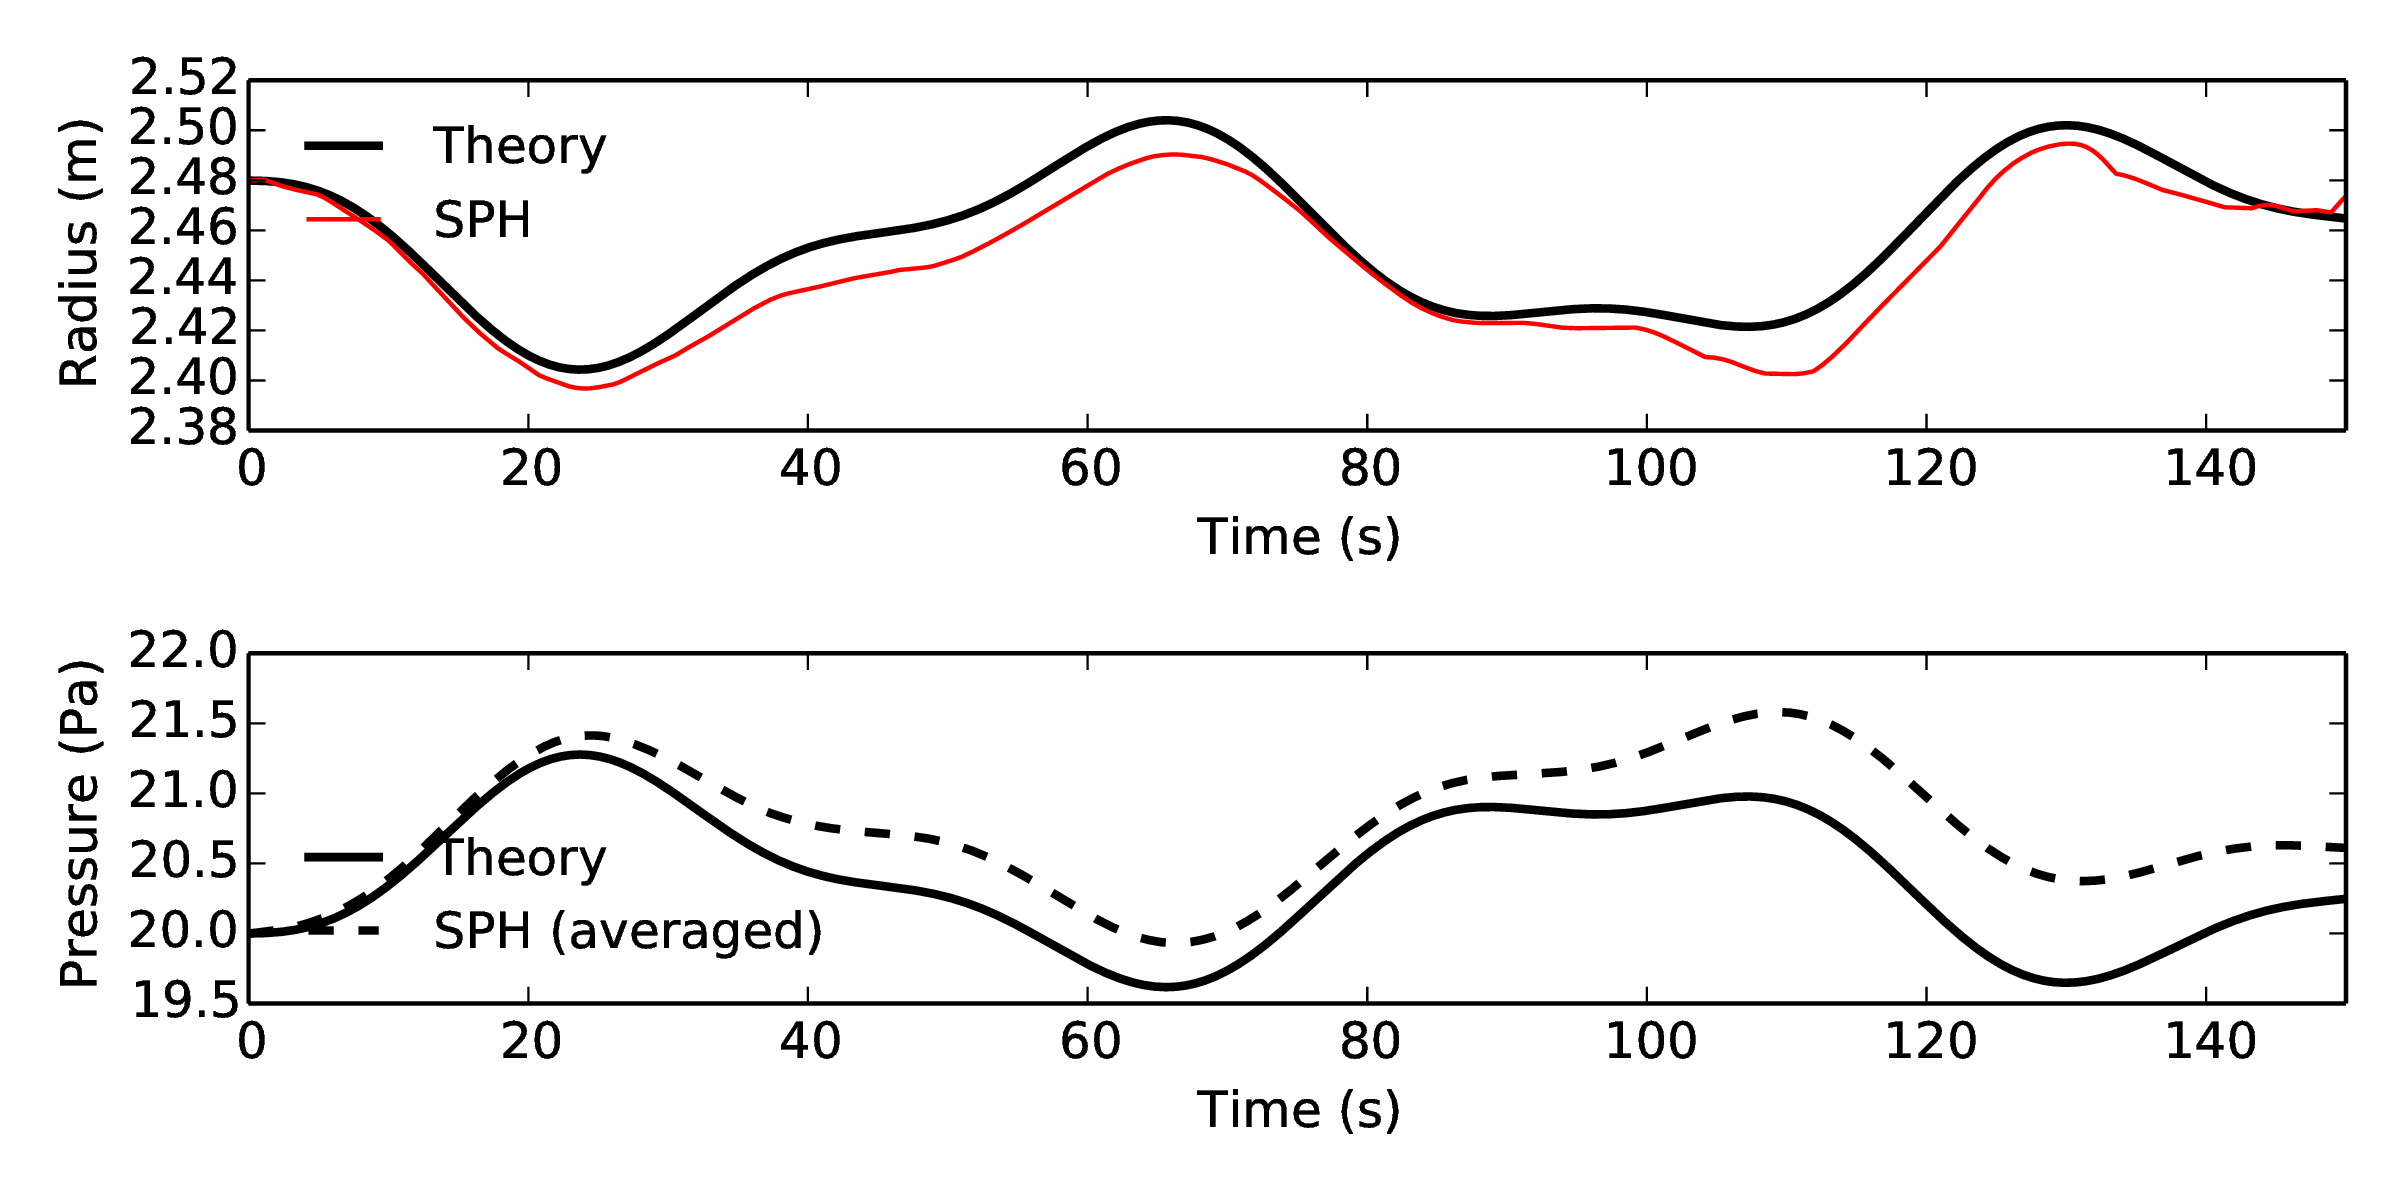 2.52
2.50
2.48
2.46
2.44
2.42
2.40
2.38
Radius (m)
Theory
SPH
0 20 40 60 80 100 120 140
Time (s)
22.0
21.5
21.0
20.5
20.0
19.5
Pressure (Pa)
Theory
SPH (averaged)
0 20 40 60 80 100 120 140
Time (s)